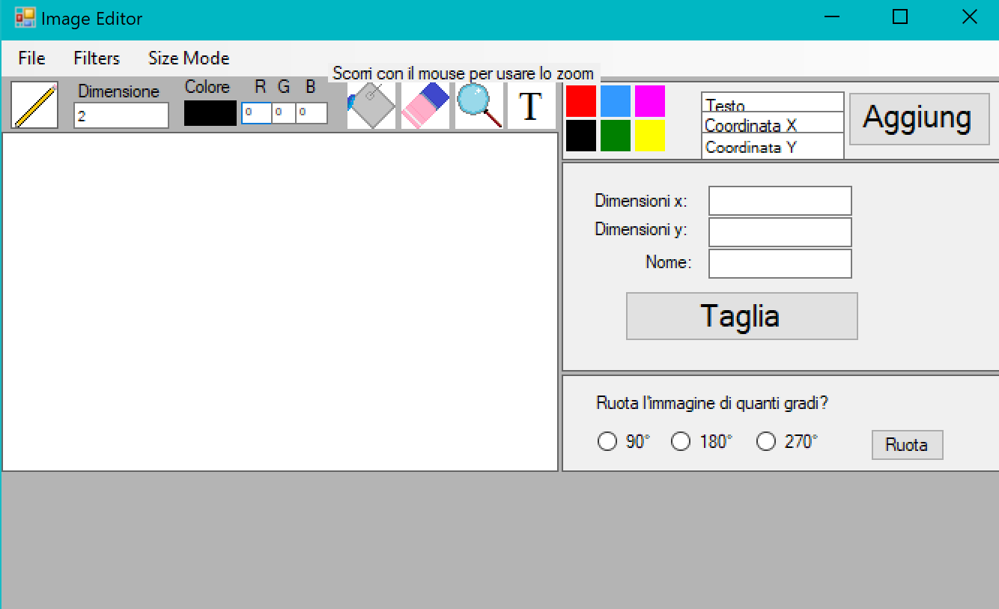 Image Editor
File Filters Size Mode
Scorri con il mouse per usare lo zoom
Dimensione Colore R G B
2 0 0 0
T
Testo
Coordinata X
Coordinata Y
Aggiung
Dimensioni x:
Dimensioni y:
Nome:
Taglia
Ruota l'immagine di quanti gradi?
90° 180° 270° Ruota